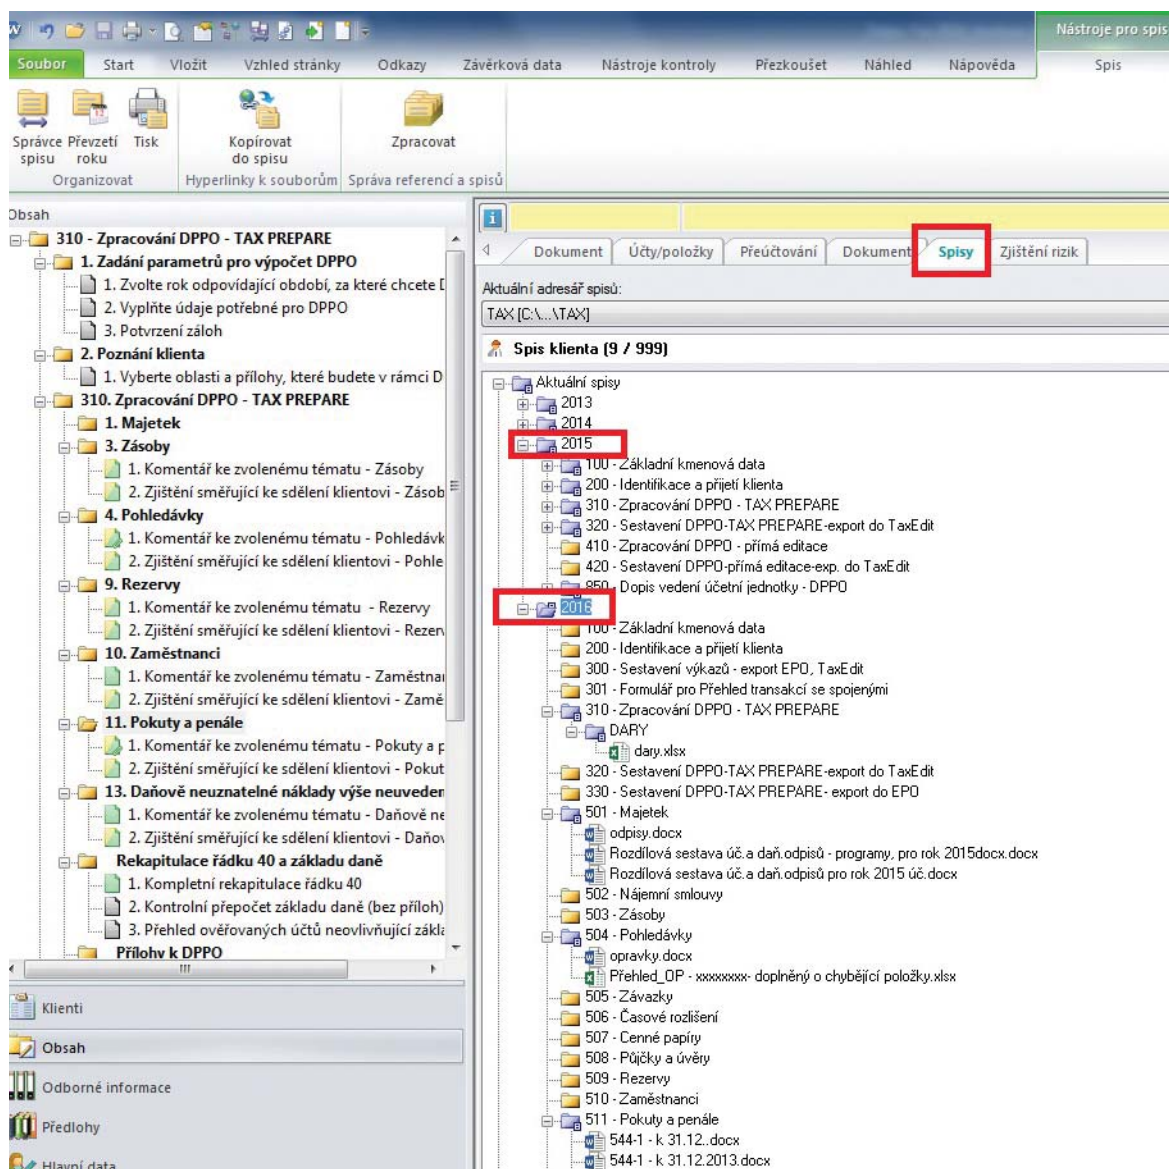 Nástroje pro spis
Soubor Start Vložit Vzhled stránky Odkazy Závěrková data Nástroje kontroly Přezkoušet Náhled Nápověda Spis
Správce spisu
Převzetí roku
Tisk
Kopírovat do spisu
Zpracovat
Organizovat
Hyperlinky k souborům
Správa referencí a spisů
Obsah
310 - Zpracování DPPO - TAX PREPARE
1. Zadání parametrů pro výpočet DPPO
1. Zvolte rok odpovídající období, za které chcete
2. Vyplňte údaje potřebné pro DPPO
3. Potvrzení záloh
2. Poznání klienta
1. Vyberte oblasti a přílohy, které budete v rámci D
310. Zpracování DPPO - TAX PREPARE
1. Majetek
3. Zásoby
1. Komentář ke zvolenému tématu - Zásoby
2. Zjištění směřující ke sdělení klientovi - Zásob
4. Pohledávky
1. Komentář ke zvolenému tématu - Pohledávk
2. Zjištění směřující ke sdělení klientovi - Pohle
9. Rezervy
1. Komentář ke zvolenému tématu - Rezervy
2. Zjištění směřující ke sdělení klientovi - Rezerv
10. Zaměstnanci
1. Komentář ke zvolenému tématu - Zaměstnan
2. Zjištění směřující ke sdělení klientovi - Zamě
11. Pokuty a penále
1. Komentář ke zvolenému tématu - Pokuty a p
2. Zjištění směřující ke sdělení klientovi - Pokut
13. Daňově neuznatelné náklady výše neuveden
1. Komentář ke zvolenému tématu - Daňově ne
2. Zjištění směřující ke sdělení klientovi - Daňov
Rekapitulace řádku 40 a základu daně
1. Kompletní rekapitulace řádku 40
2. Kontrolní přepočet základu daně (bez příloh)
3. Přehled ověřovaných účtů neovlivňující zákla
Přílohy k DPPO
Klienti
Obsah
Odborné informace
Předlohy
Hlavní data
Dokument Účty/položky Přeúčtování Dokument Spisy Zjištění rizik
Aktuální adresář spisů:
TAX [C:\...\TAX]
Spis klienta (9 / 999)
Aktuální spisy
2013
2014
2015
100 - Základní kmenová data
200 - Identifikace a přijetí klienta
310 - Zpracování DPPO - TAX PREPARE
320 - Sestavení DPPO-TAX PREPARE-export do TaxEdit
410 - Zpracování DPPO - přímá editace
420 - Sestavení DPPO-přímá editace-exp. do TaxEdit
850 - Dopis vedení účetní jednotky - DPPO
2016
100 - Základní kmenová data
200 - Identifikace a přijetí klienta
300 - Sestavení výkazů - export EPO, TaxEdit
301 - Formulář pro Přehled transakcí se spojenými
310 - Zpracování DPPO - TAX PREPARE
DARY
dary.xlsx
320 - Sestavení DPPO-TAX PREPARE-export do TaxEdit
330 - Sestavení DPPO-TAX PREPARE- export do EPO
501 - Majetek
odpisy.docx
Rozdílová sestava úč.a daň.odpisů - programy, pro rok 2015docx.docx
Rozdílová sestava úč.a daň.odpisů pro rok 2015 úč.docx
502 - Nájemní smlouvy
503 - Zásoby
504 - Pohledávky
opravky.docx
Přehled_OP - xxxxxxxx- doplněný o chybějící položky.xlsx
505 - Závazky
506 - Časové rozlišení
507 - Cenné papíry
508 - Půjčky a úvěry
509 - Rezervy
510 - Zaměstnanci
511 - Pokuty a penále
544-1 - k 31.12..docx
544-1 - k 31.12.2013.docx